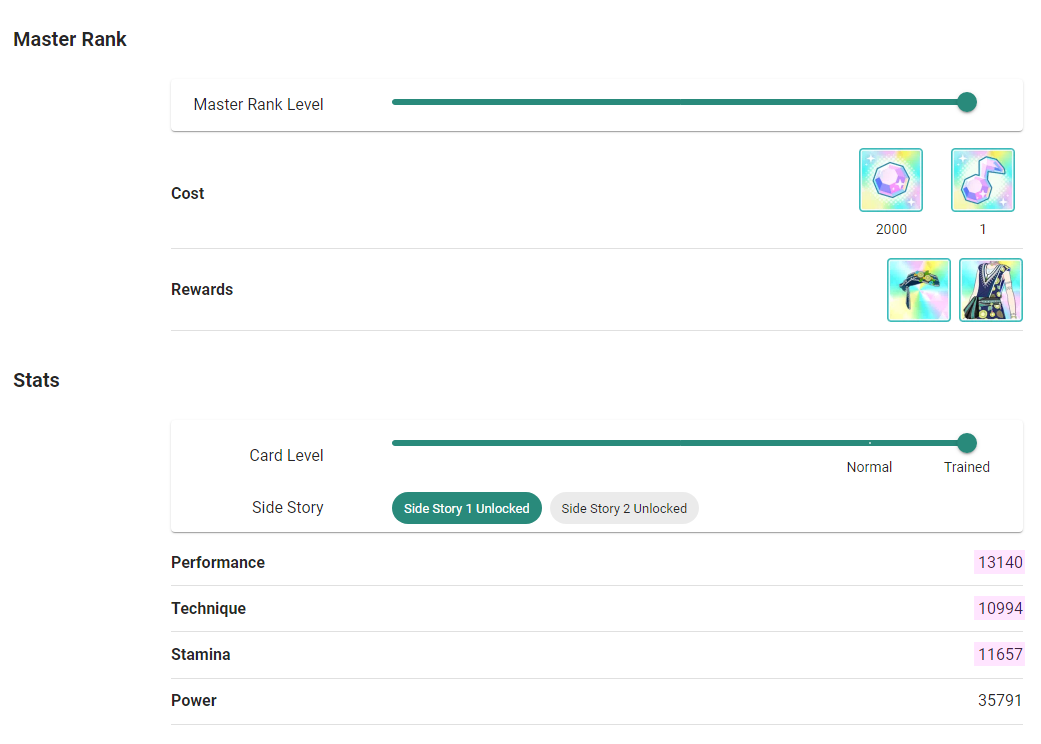 Master Rank
Master Rank Level
Cost
2000 1
Rewards
Stats
Card Level
Normal Trained
Side Story Side Story 1 Unlocked Side Story 2 Unlocked
Performance 13140
Technique 10994
Stamina 11657
Power 35791